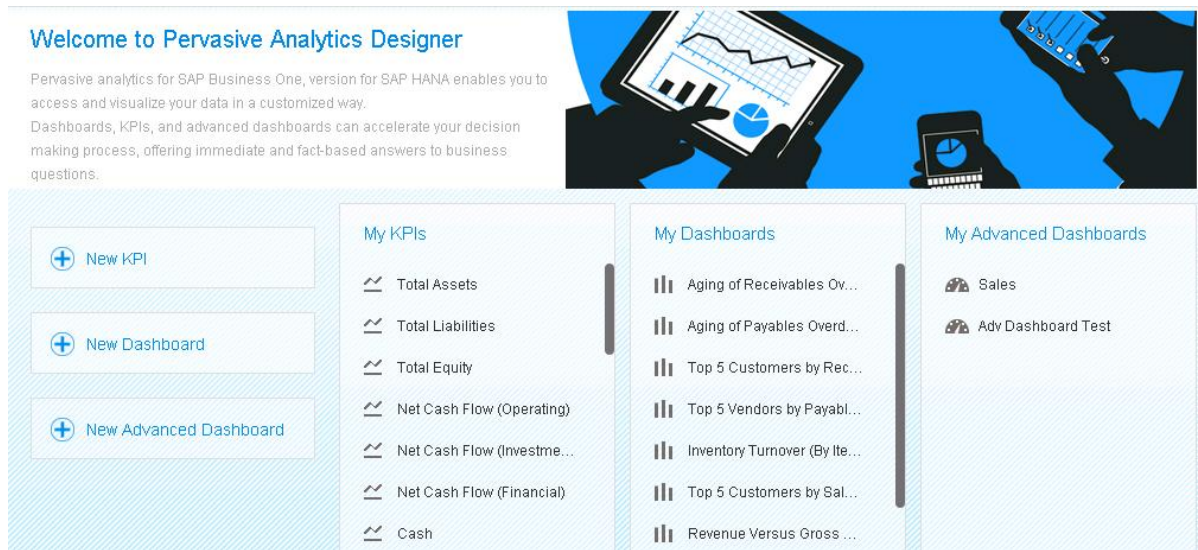 Welcome to Pervasive Analytics Designer
Pervasive analytics for SAP Business One, version for SAP HANA enables you to
access and visualize your data in a customized way.
Dashboards, KPIs, and advanced dashboards can accelerate your decision
making process, offering immediate and fact-based answers to business
questions.
New KPI
New Dashboard
New Advanced Dashboard
My KPIs
Total Assets
Total Liabilities
Total Equity
Net Cash Flow (Operating)
Net Cash Flow (Investme...
Net Cash Flow (Financial)
Cash
My Dashboards
Aging of Receivables Ov...
Aging of Payables Overd...
Top 5 Customers by Rec...
Top 5 Vendors by Payabl...
Inventory Turnover (By Ite...
Top 5 Customers by Sal...
Revenue Versus Gross ...
My Advanced Dashboards
Sales
Adv Dashboard Test